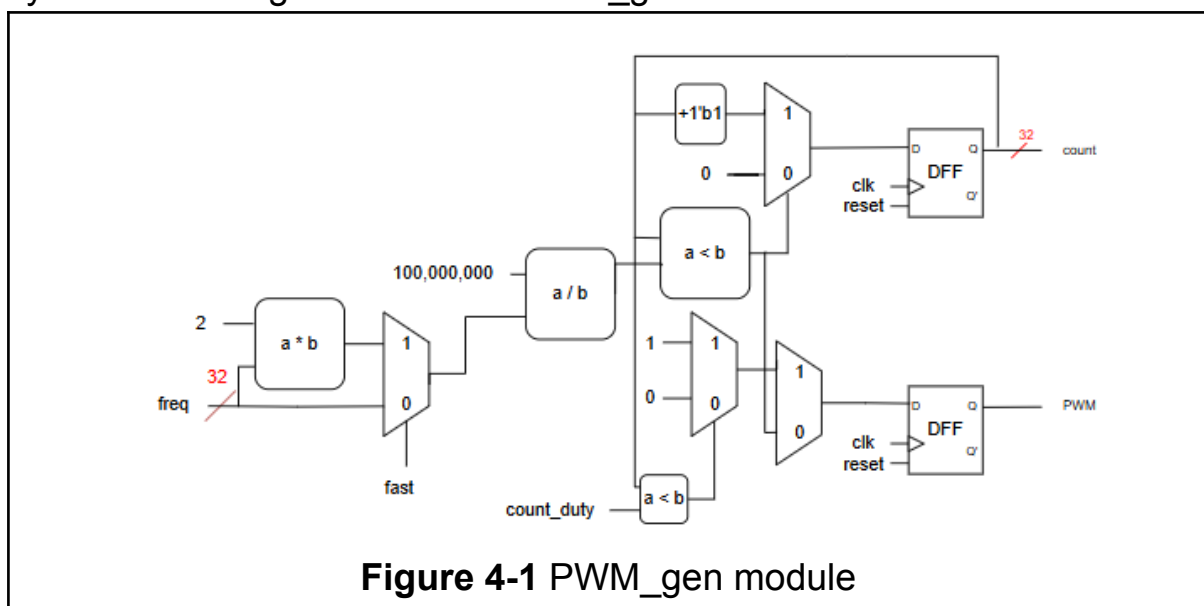 +1'b1
1
0
0
D
Q
DFF
Q'
clk
reset
32
count
a < b
100,000,000
a / b
2
a * b
1
0
32
freq
fast
1
0
1
0
1
0
D
Q
DFF
Q'
clk
reset
PWM
a < b
count_duty
Figure 4-1 PWM_gen module